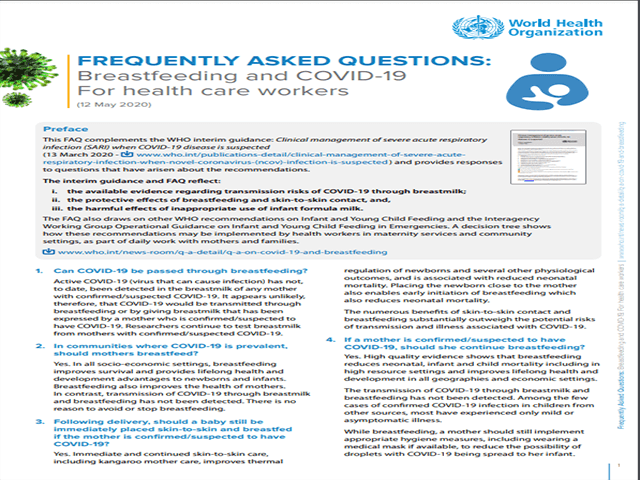 World Health
Organization
FREQUENTLY ASKED QUESTIONS:
Breastfeeding and COVID-19
For health care workers
(12 May 2020)
Preface
This FAQ complements the WHO interim guidance: Clinical management of severe acute respiratory
infection (SARI) when COVID-19 disease is suspected
(13 March 2020 - www.who.int/publications-detail/clinical-management-of-severe-acute-
respiratory-infection-when-novel-coronavirus-(ncov)-infection-is-suspected) and provides responses
to questions that have arisen about the recommendations.
The interim guidance and FAQ reflect:
i. the available evidence regarding transmission risks of COVID-19 through breastmilk;
ii. the protective effects of breastfeeding and skin-to-skin contact, and,
iii. the harmful effects of inappropriate use of infant formula milk.
The FAQ also draws on other WHO recommendations on Infant and Young Child Feeding and the Interagency
Working Group Operational Guidance on Infant and Young Child Feeding in Emergencies. A decision tree shows
how these recommendations may be implemented by health workers in maternity services and community
settings, as part of daily work with mothers and families.
www.who.int/news-room/q-a-detail/q-a-on-covid-19-and-breastfeeding
1. Can COVID-19 be passed through breastfeeding?
Active COVID-19 (virus that can cause infection) has not,
to date, been detected in the breastmilk of any mother
with confirmed/suspected COVID-19. It appears unlikely,
therefore, that COVID-19 would be transmitted through
breastfeeding or by giving breastmilk that has been
expressed by a mother who is confirmed/suspected to
have COVID-19. Researchers continue to test breastmilk
from mothers with confirmed/suspected COVID-19.
2. In communities where COVID-19 is prevalent,
should mothers breastfeed?
Yes. In all socio-economic settings, breastfeeding
improves survival and provides lifelong health and
development advantages to newborns and infants.
Breastfeeding also improves the health of mothers.
In contrast, transmission of COVID-19 through breastmilk
and breastfeeding has not been detected. There is no
reason to avoid or stop breastfeeding.
3. Following delivery, should a baby still be
immediately placed skin-to-skin and breastfed
if the mother is confirmed/suspected to have
COVID-19?
Yes. Immediate and continued skin-to-skin care,
including kangaroo mother care, improves thermal
regulation of newborns and several other physiological
outcomes, and is associated with reduced neonatal
mortality. Placing the newborn close to the mother
also enables early initiation of breastfeeding which
also reduces neonatal mortality.
The numerous benefits of skin-to-skin contact and
breastfeeding substantially outweigh the potential risks
of transmission and illness associated with COVID-19.
4. If a mother is confirmed/suspected to have
COVID-19, should she continue breastfeeding?
Yes. High quality evidence shows that breastfeeding
reduces neonatal, infant and child mortality including in
high resource settings and improves lifelong health and
development in all geographies and economic settings.
The transmission of COVID-19 through breastmilk and
breastfeeding has not been detected. Among the few
cases of confirmed COVID-19 infection in children from
other sources, most have experienced only mild or
asymptomatic illness.
While breastfeeding, a mother should still implement
appropriate hygiene measures, including wearing a
medical mask if available, to reduce the possibility of
droplets with COVID-19 being spread to her infant.
Frequently Asked Questions: Breastfeeding and COVID-19 For health care workers